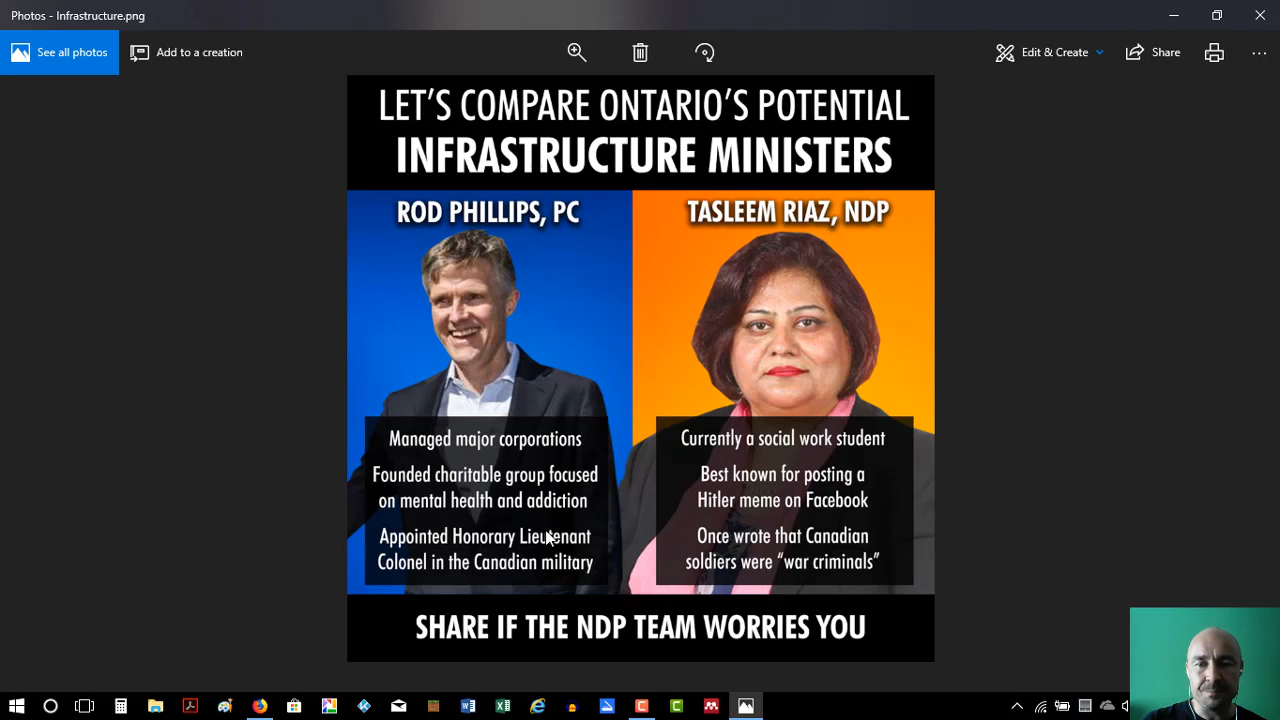 Photos - Infrastructure.png
See all photos
Add to a creation
Edit & Create
Share
LET'S COMPARE ONTARIO'S POTENTIAL
INFRASTRUCTURE MINISTERS
ROD PHILLIPS, PC
Managed major corporations
Founded charitable group focused
on mental health and addiction
Appointed Honorary Lieutenant
Colonel in the Canadian military
TASLEEM RIAZ, NDP
Currently a social work student
Best known for posting a
Hitler meme on Facebook
Once wrote that Canadian
soldiers were "war criminals"
SHARE IF THE NDP TEAM WORRIES YOU